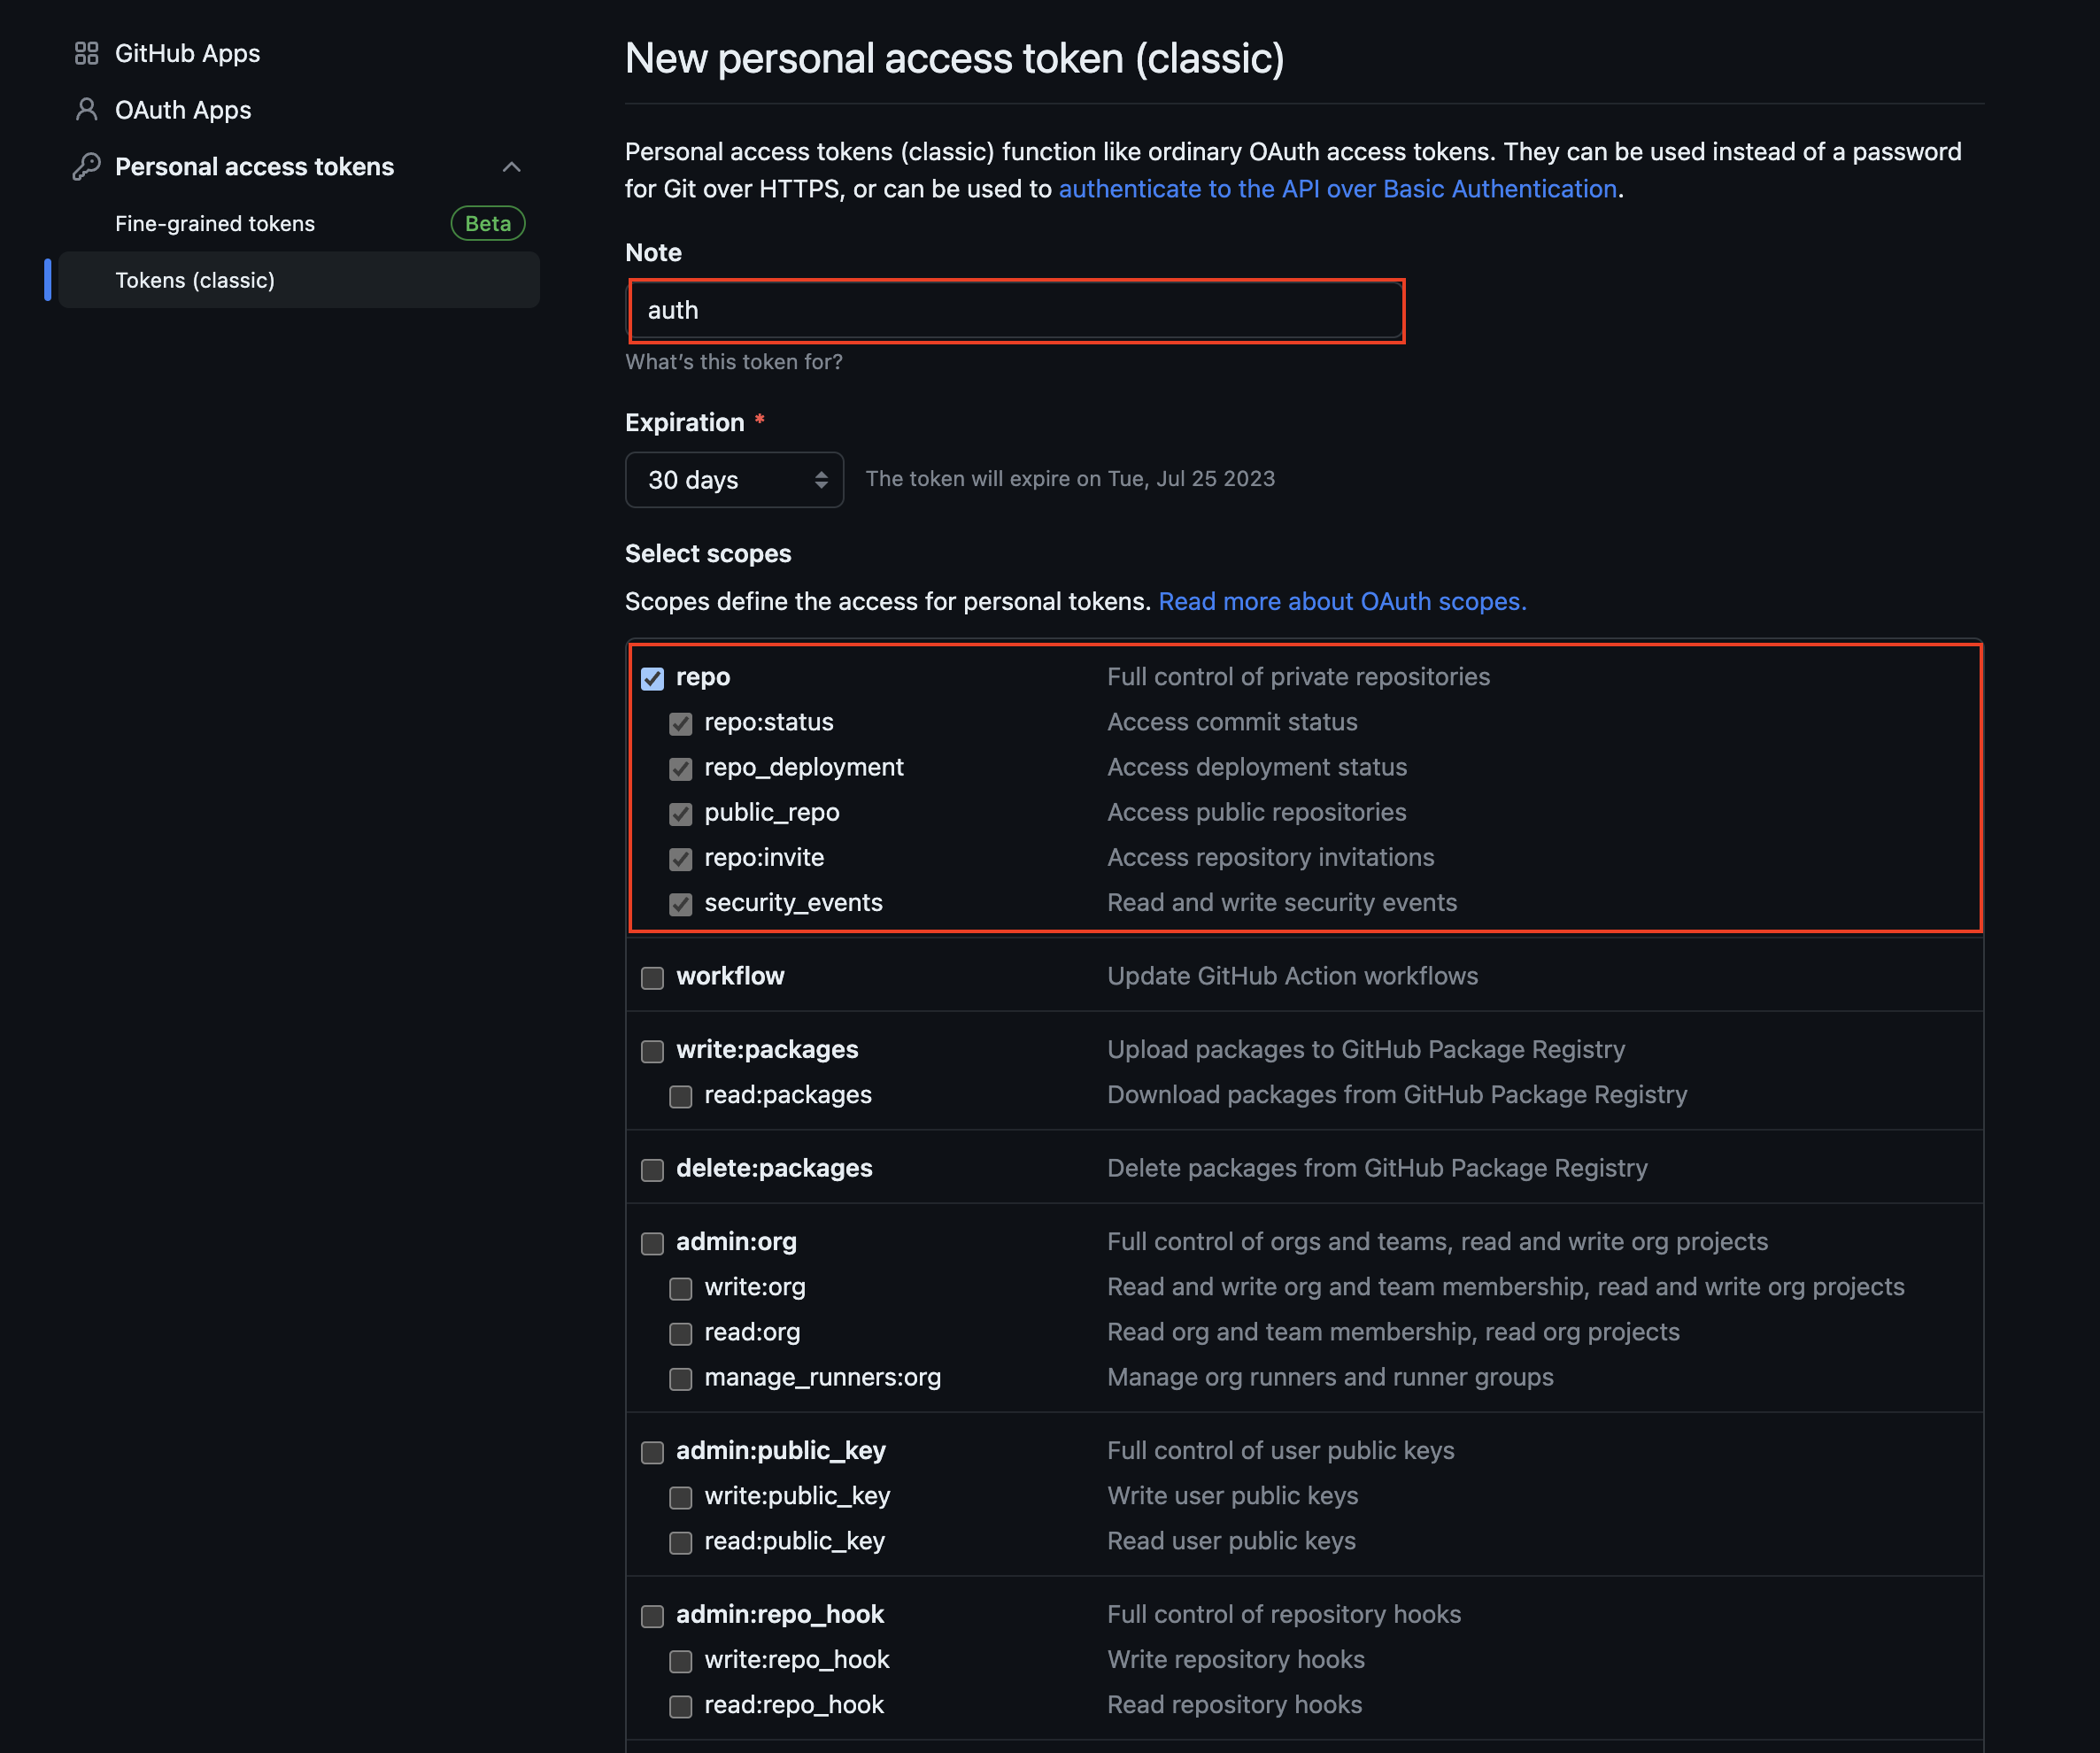 GitHub Apps
OAuth Apps
Personal access tokens
Fine-grained tokens Beta
Tokens (classic)
New personal access token (classic)
Personal access tokens (classic) function like ordinary OAuth access tokens. They can be used instead of a password
for Git over HTTPS, or can be used to authenticate to the API over Basic Authentication.
Note
auth
What’s this token for?
Expiration *
30 days The token will expire on Tue, Jul 25 2023
Select scopes
Scopes define the access for personal tokens. Read more about OAuth scopes.
repo Full control of private repositories
repo:status Access commit status
repo_deployment Access deployment status
public_repo Access public repositories
repo:invite Access repository invitations
security_events Read and write security events
workflow Update GitHub Action workflows
write:packages Upload packages to GitHub Package Registry
read:packages Download packages from GitHub Package Registry
delete:packages Delete packages from GitHub Package Registry
admin:org Full control of orgs and teams, read and write org projects
write:org Read and write org and team membership, read and write org projects
read:org Read org and team membership, read org projects
manage_runners:org Manage org runners and runner groups
admin:public_key Full control of user public keys
write:public_key Write user public keys
read:public_key Read user public keys
admin:repo_hook Full control of repository hooks
write:repo_hook Write repository hooks
read:repo_hook Read repository hooks